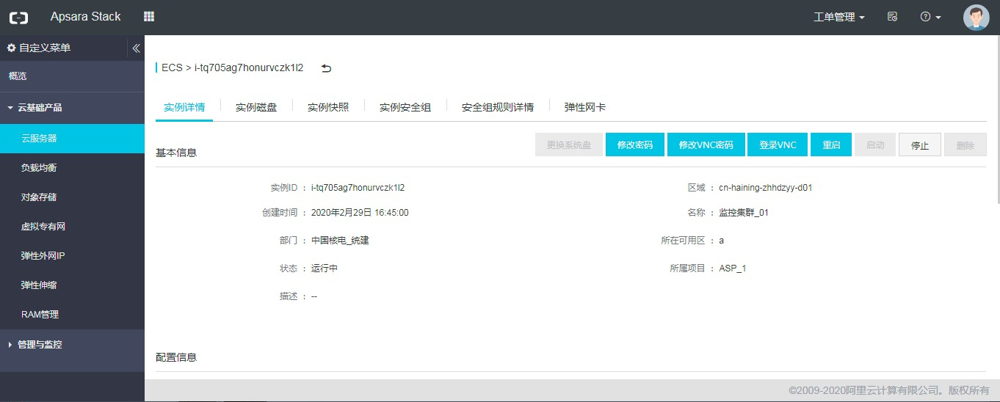 Apsara Stack
工单管理
自定义菜单
概览
云基础产品
云服务器
负载均衡
对象存储
虚拟专有网
弹性外网IP
弹性伸缩
RAM管理
管理与监控
ECS > i-tq705ag7honurvczk1l2
实例详情 实例磁盘 实例快照 实例安全组 安全组规则详情 弹性网卡
更换系统盘 修改密码 修改VNC密码 登录VNC 重启 启动 停止 删除
基本信息
实例ID : i-tq705ag7honurvczk1l2 区域 : cn-haining-zhhdzyy-d01
创建时间 : 2020年2月29日 16:45:00 名称 : 监控集群_01
部门 : 中国核电_统建 所在可用区 : a
状态 : 运行中 所属项目 : ASP_1
描述 : --
配置信息
©2009-2020阿里云计算有限公司。版权所有